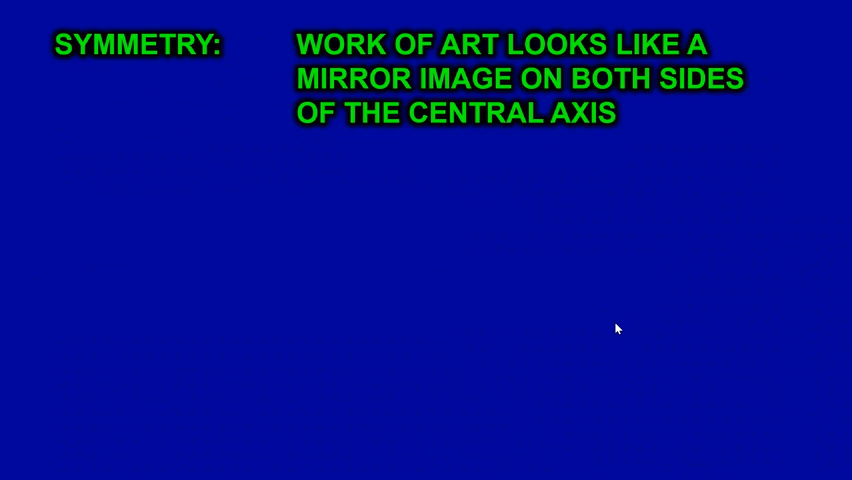 SYMMETRY: WORK OF ART LOOKS LIKE A
MIRROR IMAGE ON BOTH SIDES
OF THE CENTRAL AXIS